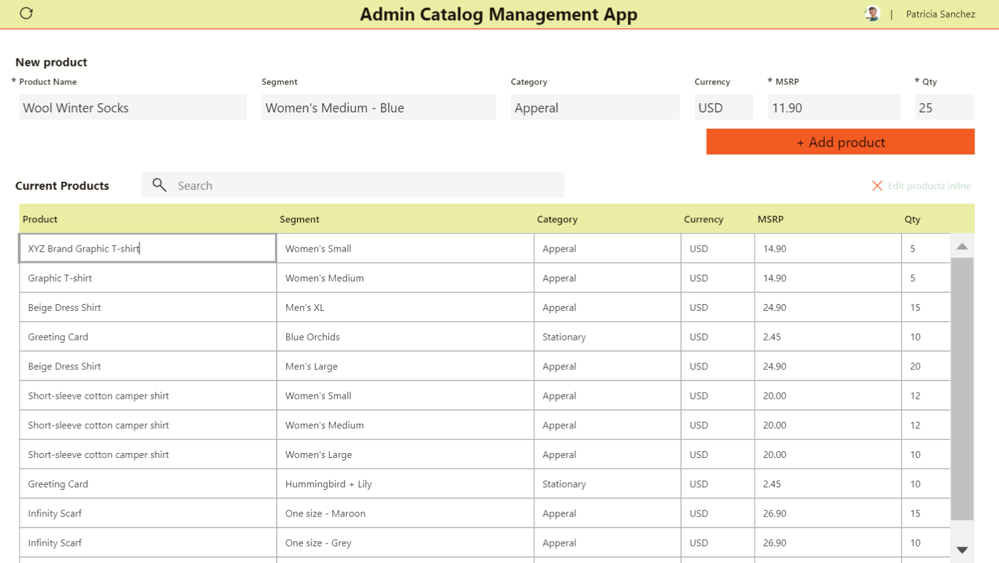 Admin Catalog Management App
| Patricia Sanchez
New product
* Product Name Segment Category Currency * MSRP * Qty
Wool Winter Socks Women's Medium - Blue Apperal USD 11.90 25
+ Add product
Current Products Search Edit products inline
Product Segment Category Currency MSRP Qty
XYZ Brand Graphic T-shirt Women's Small Apperal USD 14.90 5
Graphic T-shirt Women's Medium Apperal USD 14.90 5
Beige Dress Shirt Men's XL Apperal USD 24.90 15
Greeting Card Blue Orchids Stationary USD 2.45 10
Beige Dress Shirt Men's Large Apperal USD 24.90 20
Short-sleeve cotton camper shirt Women's Small Apperal USD 20.00 12
Short-sleeve cotton camper shirt Women's Medium Apperal USD 20.00 12
Short-sleeve cotton camper shirt Women's Large Apperal USD 20.00 10
Greeting Card Hummingbird + Lily Stationary USD 2.45 10
Infinity Scarf One size - Maroon Apperal USD 26.90 15
Infinity Scarf One size - Grey Apperal USD 26.90 10